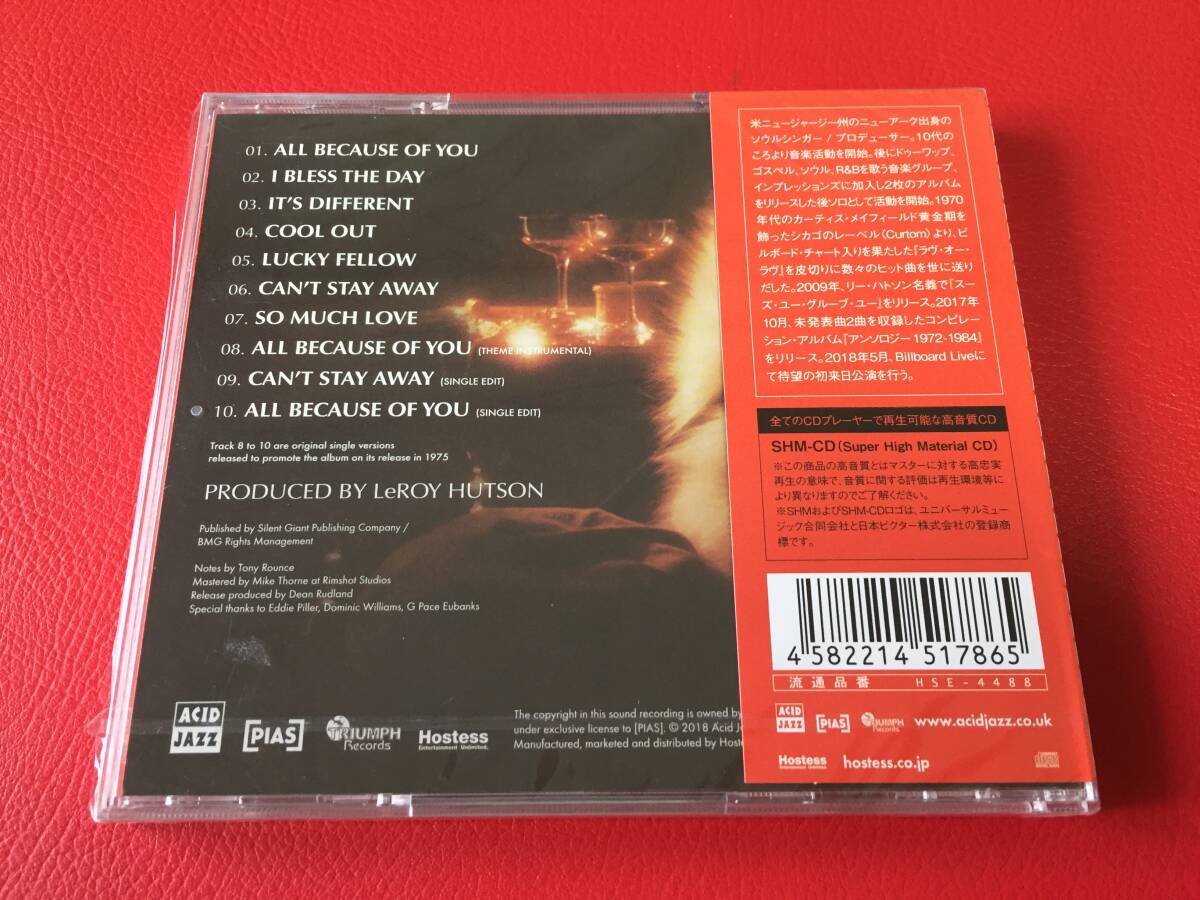 01. ALL BECAUSE OF YOU
02. I BLESS THE DAY
03. IT'S DIFFERENT
04. COOL OUT
05. LUCKY FELLOW
06. CAN'T STAY AWAY
07. SO MUCH LOVE
08. ALL BECAUSE OF YOU (THEME INSTRUMENTAL)
09. CAN'T STAY AWAY (SINGLE EDIT)
10. ALL BECAUSE OF YOU (SINGLE EDIT)
Track 8 to 10 are original single versions
released to promote the album on its release in 1975
PRODUCED BY LeROY HUTSON
Published by Silent Giant Publishing Company /
BMG Rights Management
Notes by Tony Rounce
Mastered by Mike Thorne at Rimshot Studios
Release produced by Dean Rudland
Special thanks to Eddie Piller, Dominic Williams, G Pace Eubanks
ACID
JAZZ
[PIAS]
TRIUMPH
Records
Hostess
Entertainment Unlimited.
The copyright in this sound recording is owned by
under exclusive license to [PIAS]. © 2018 Acid J
Manufactured, marketed and distributed by Hoste
米ニュージャージー州のニューアーク出身の
ソウルシンガー / プロデューサー。10代の
ころより音楽活動を開始。後にドゥーワップ、
ゴスペル、ソウル、R&Bを歌う音楽グループ、
インプレッションズに加入し2枚のアルバム
をリリースした後ソロとして活動を開始。1970
年代のカーティス・メイフィールド黄金期を
飾ったシカゴのレーベル(Curtom)より、ビ
ルボード・チャート入りを果たした『ラヴ・オー・
ラヴ』を皮切りに数々のヒット曲を世に送り
だした。2009年、リー・ハトソン名義で『スー
ズ・ユー・グルーブ・ユー』をリリース。2017年
10月、未発表曲2曲を収録したコンピレー
ション・アルバム『アンソロジー 1972-1984』
をリリース。2018年5月、Billboard Liveに
て待望の初来日公演を行う。
全てのCDプレーヤーで再生可能な高音質CD
SHM-CD (Super High Material CD)
※この商品の高音質とはマスターに対する高忠実
再生の意味で、音質に関する評価は再生環境等に
より異なりますのでご了解ください。
※SHMおよびSHM-CDロゴは、ユニバーサルミュー
ジック合同会社と日本ビクター株式会社の登録商
標です。
4 582214 517865
流通品番 HSE-4488
ACID
JAZZ
[PIAS]
TRIUMPH
Records
www.acidjazz.co.uk
Hostess
Entertainment Unlimited.
hostess.co.jp